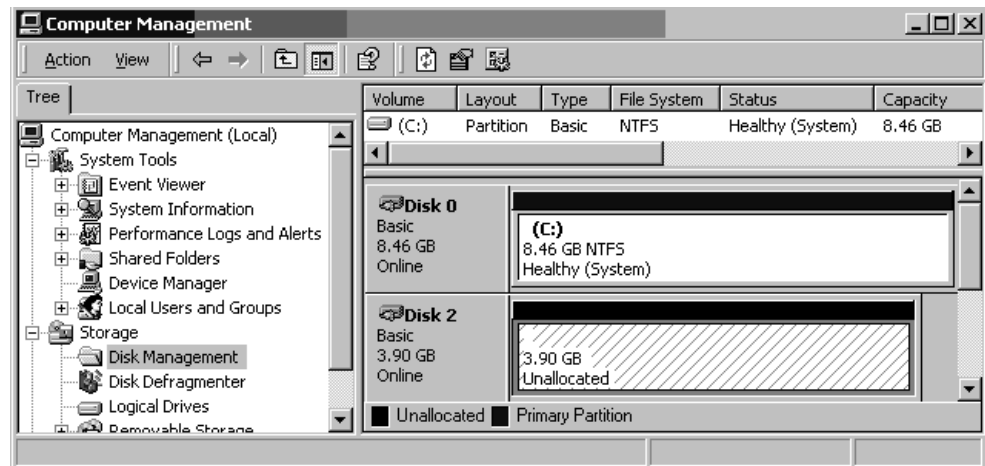 Computer Management
Action View
Tree
Computer Management (Local)
System Tools
Event Viewer
System Information
Performance Logs and Alerts
Shared Folders
Device Manager
Local Users and Groups
Storage
Disk Management
Disk Defragmenter
Logical Drives
Removable Storage
Volume Layout Type File System Status Capacity
(C:) Partition Basic NTFS Healthy (System) 8.46 GB
Disk 0
Basic
8.46 GB
Online
(C:)
8.46 GB NTFS
Healthy (System)
Disk 2
Basic
3.90 GB
Online
3.90 GB
Unallocated
Unallocated Primary Partition